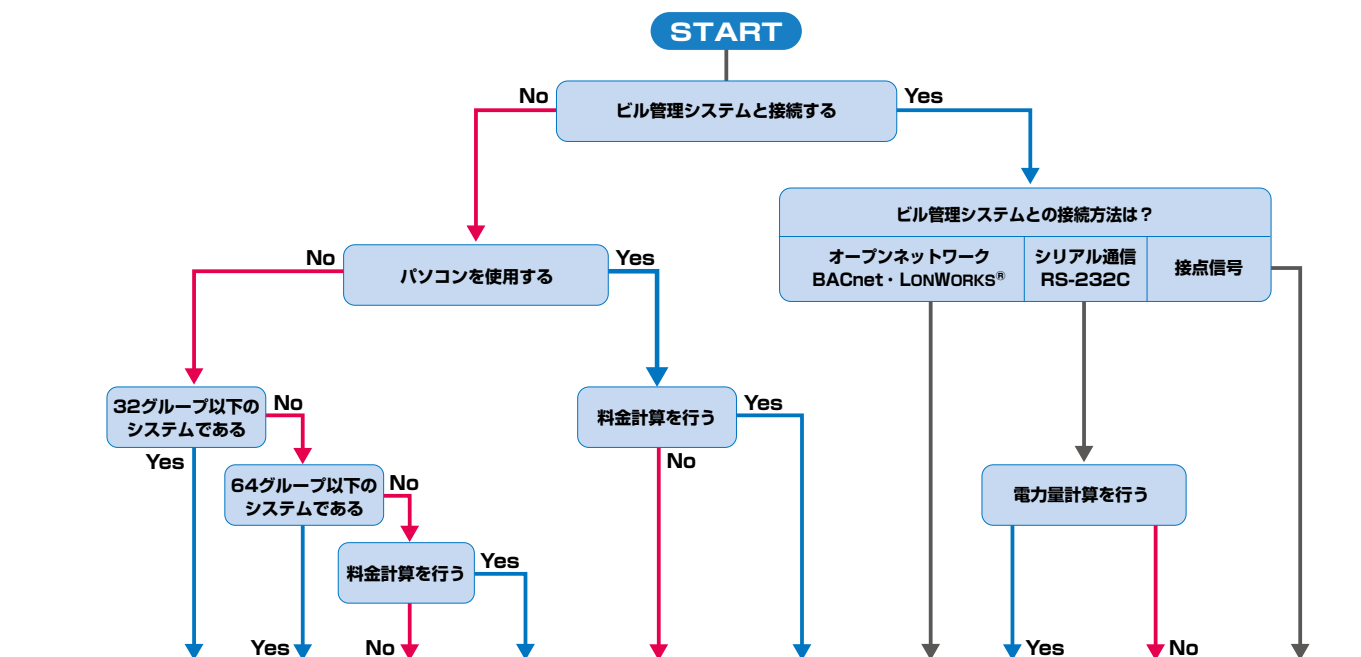 START
No
Yes
ビル管理システムと接続する
ビル管理システムとの接続方法は？
No
Yes
パソコンを使用する
オープンネットワーク
BACnet・LONWORKS®
シリアル通信
RS-232C
接点信号
32グループ以下の
システムである
No
Yes
料金計算を行う
Yes
No
64グループ以下の
システムである
No
Yes
電力量計算を行う
料金計算を行う
Yes
No
Yes
No